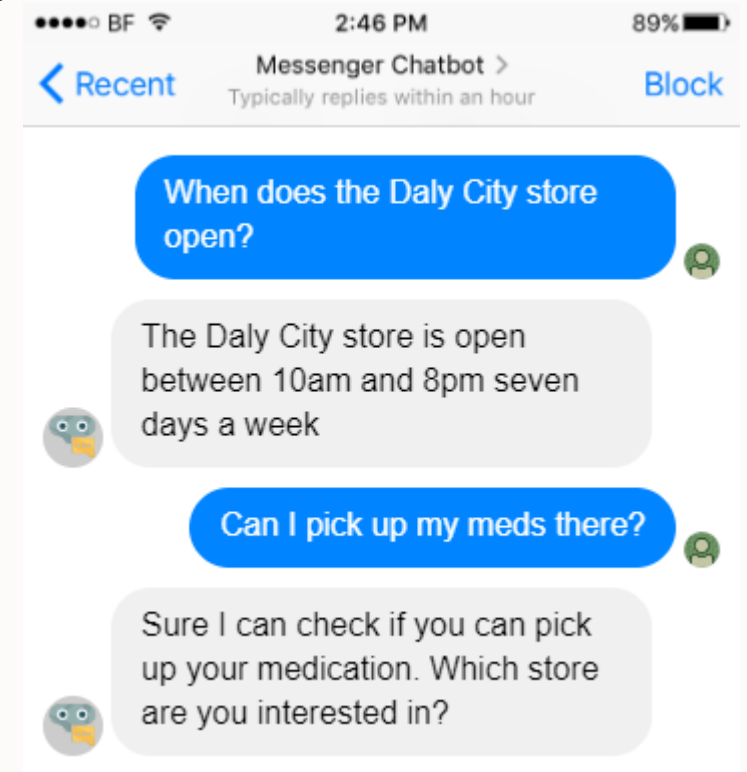 BF 2:46 PM 89%
Recent Messenger Chatbot > Block
Typically replies within an hour
When does the Daly City store
open?
The Daly City store is open
between 10am and 8pm seven
days a week
Can I pick up my meds there?
Sure I can check if you can pick
up your medication. Which store
are you interested in?